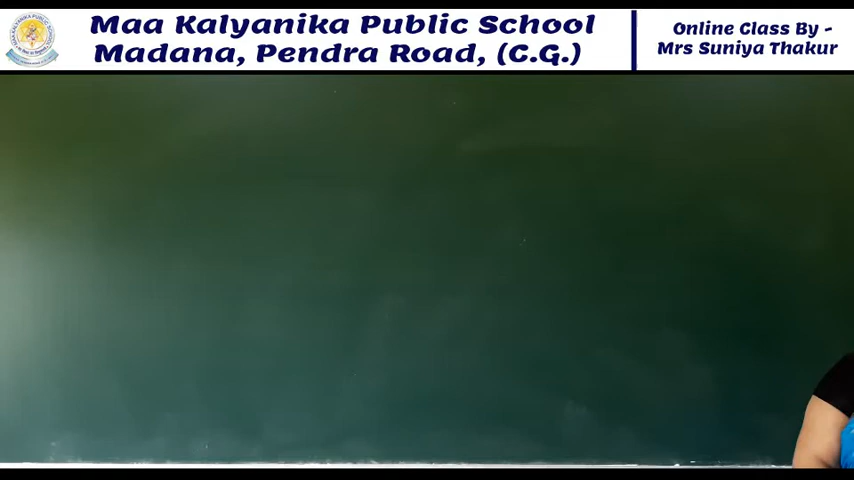 Maa Kalyanika Public School
Madana, Pendra Road, (C.G.)
Online Class By -
Mrs Suniya Thakur